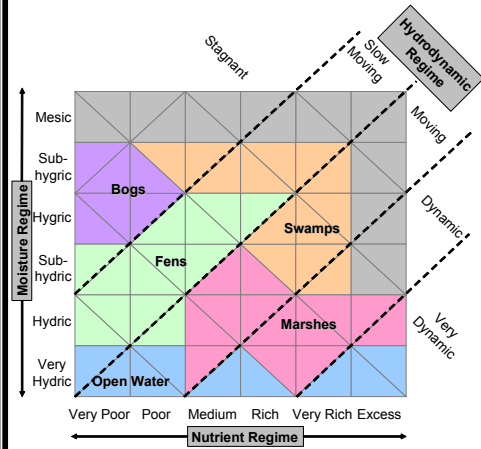 Stagnant
Slow
Moving
Hydrodynamic
Regime
Moving
Dynamic
Very
Dynamic
Moisture Regime
Mesic
Sub-
hygric
Hygric
Sub-
hydric
Hydric
Very
Hydric
Bogs
Swamps
Fens
Marshes
Open Water
Very Poor Poor Medium Rich Very Rich Excess
Nutrient Regime